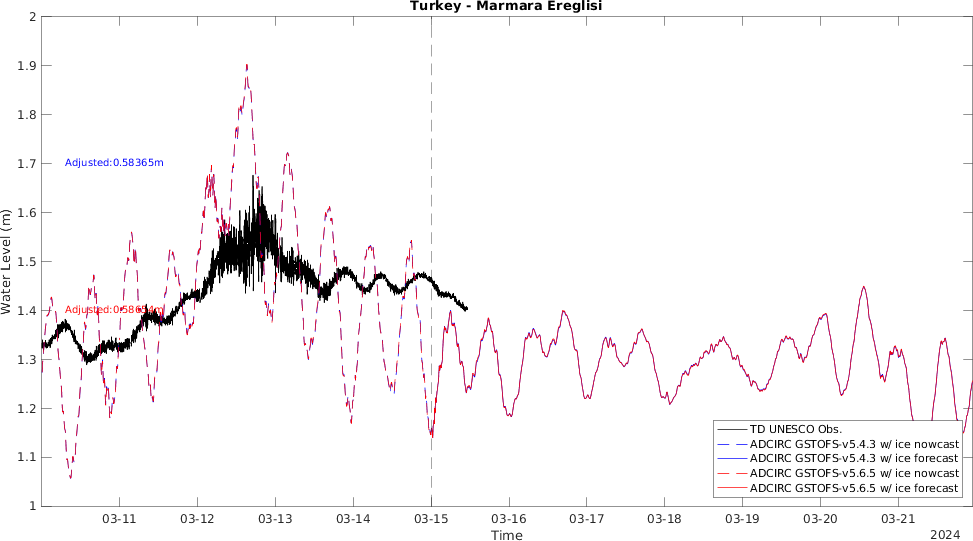 Turkey - Marmara Ereglisi
2
1.9
1.8
1.7
1.6
1.5
1.4
1.3
1.2
1.1
1
Water Level (m)
Adjusted:0.58365m
TD UNESCO Obs.
ADCIRC GSTOFS-v5.4.3 w/ ice nowcast
ADCIRC GSTOFS-v5.4.3 w/ ice forecast
ADCIRC GSTOFS-v5.6.5 w/ ice nowcast
ADCIRC GSTOFS-v5.6.5 w/ ice forecast
03-11 03-12 03-13 03-14 03-15 03-16 03-17 03-18 03-19 03-20 03-21
Time
2024